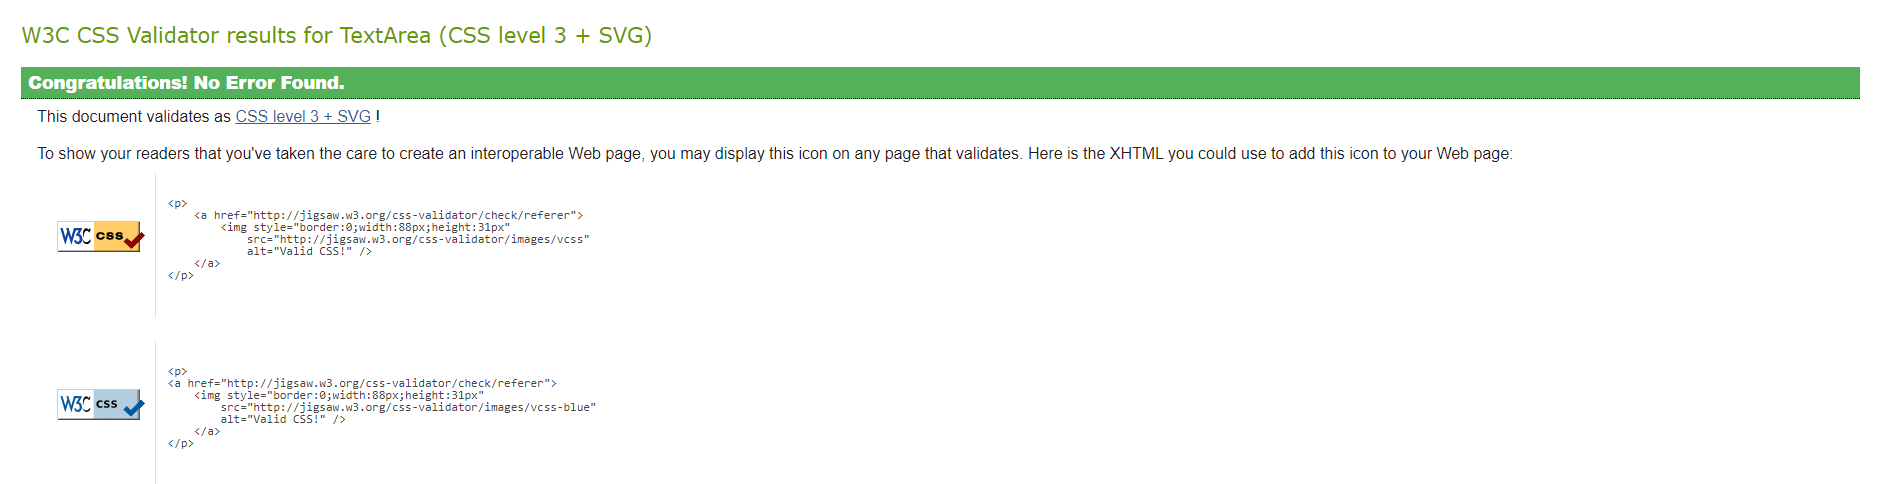 W3C CSS Validator results for TextArea (CSS level 3 + SVG)
Congratulations! No Error Found.
This document validates as CSS level 3 + SVG !
To show your readers that you've taken the care to create an interoperable Web page, you may display this icon on any page that validates. Here is the XHTML you could use to add this icon to your Web page:
<p>
    <a href="http://jigsaw.w3.org/css-validator/check/referer">
        <img style="border:0;width:88px;height:31px"
W3C css
            src="http://jigsaw.w3.org/css-validator/images/vcss"
            alt="Valid CSS!" />
    </a>
</p>
<p>
<a href="http://jigsaw.w3.org/css-validator/check/referer">
    <img style="border:0;width:88px;height:31px"
W3C css
        src="http://jigsaw.w3.org/css-validator/images/vcss-blue"
        alt="Valid CSS!" />
    </a>
</p>